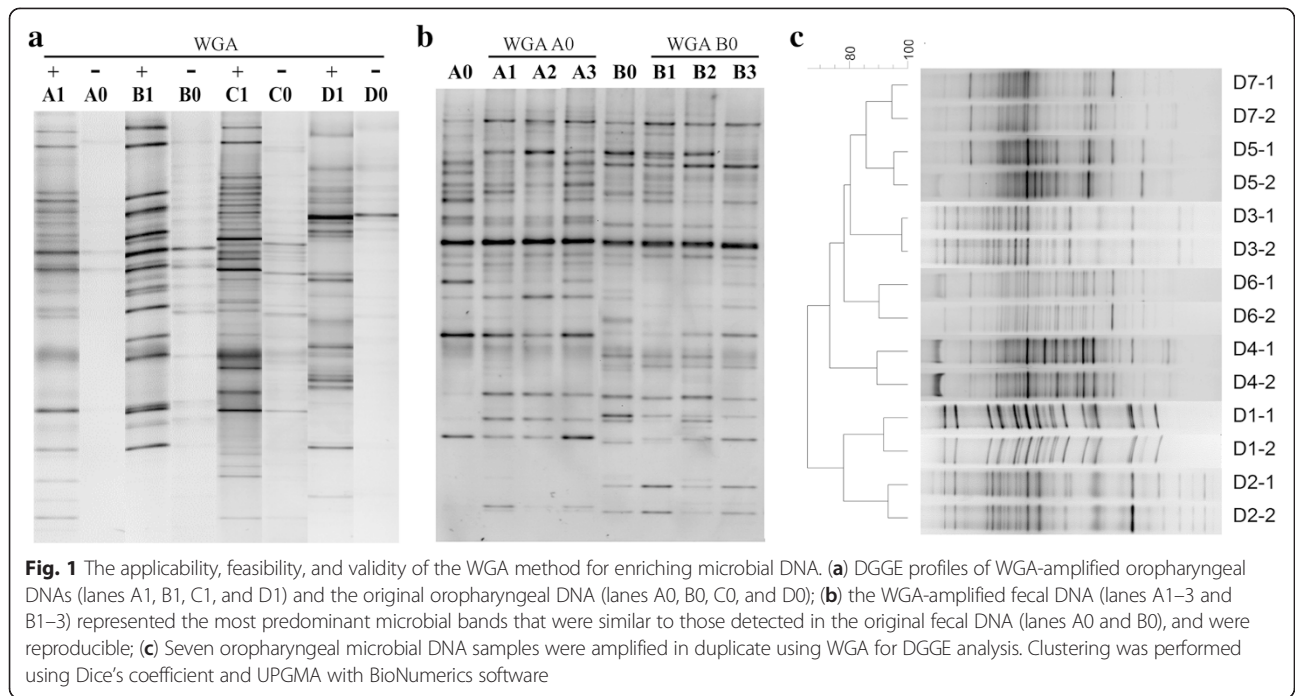 a
WGA
+ - + - + - + -
A1 A0 B1 B0 C1 C0 D1 D0
b
WGA A0 WGA B0
A0 A1 A2 A3 B0 B1 B2 B3
c
80 100
D7-1
D7-2
D5-1
D5-2
D3-1
D3-2
D6-1
D6-2
D4-1
D4-2
D1-1
D1-2
D2-1
D2-2
Fig. 1 The applicability, feasibility, and validity of the WGA method for enriching microbial DNA. (a) DGGE profiles of WGA-amplified oropharyngeal
DNAs (lanes A1, B1, C1, and D1) and the original oropharyngeal DNA (lanes A0, B0, C0, and D0); (b) the WGA-amplified fecal DNA (lanes A1–3 and
B1–3) represented the most predominant microbial bands that were similar to those detected in the original fecal DNA (lanes A0 and B0), and were
reproducible; (c) Seven oropharyngeal microbial DNA samples were amplified in duplicate using WGA for DGGE analysis. Clustering was performed
using Dice's coefficient and UPGMA with BioNumerics software